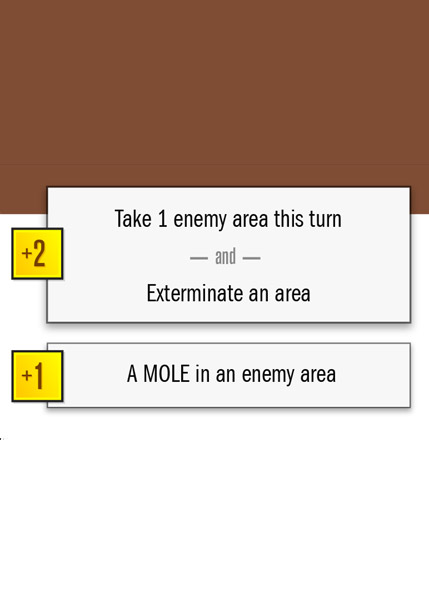 Take 1 enemy area this turn
+2
— and —
Exterminate an area
+1
A MOLE in an enemy area